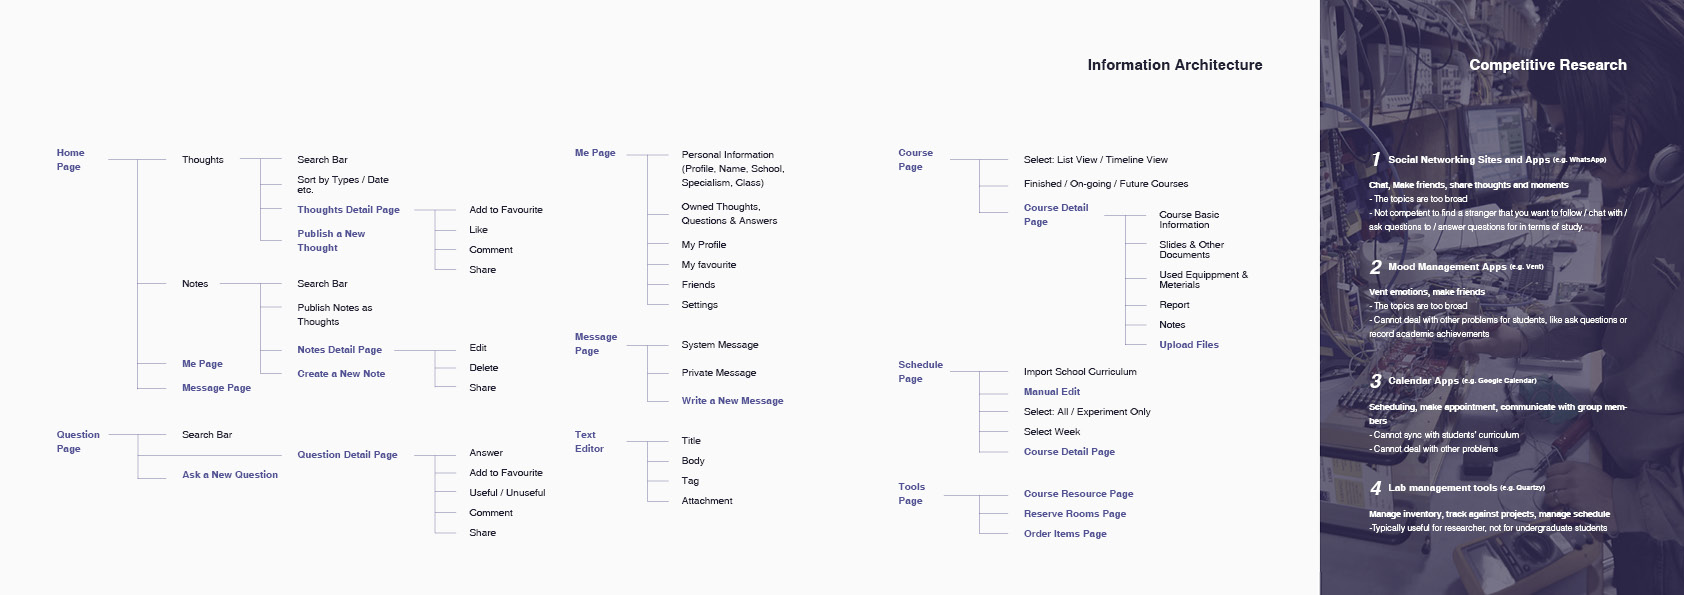 Information Architecture
Home
Page
Thoughts
Search Bar
Sort by Types / Date
etc.
Thoughts Detail Page
Add to Favourite
Like
Comment
Share
Publish a New
Thought
Notes
Search Bar
Publish Notes as
Thoughts
Notes Detail Page
Edit
Delete
Share
Create a New Note
Me Page
Message Page
Question
Page
Search Bar
Question Detail Page
Answer
Add to Favourite
Useful / Unuseful
Comment
Share
Ask a New Question
Me Page
Personal Information
(Profile, Name, School,
Specialism, Class)
Owned Thoughts,
Questions & Answers
My Profile
My favourite
Friends
Settings
Message
Page
System Message
Private Message
Write a New Message
Text
Editor
Title
Body
Tag
Attachment
Course
Page
Select: List View / Timeline View
Finished / On-going / Future Courses
Course Detail
Page
Course Basic
Information
Slides & Other
Documents
Used Equippment &
Meterials
Report
Notes
Upload Files
Schedule
Page
Import School Curriculum
Manual Edit
Select: All / Experiment Only
Select Week
Course Detail Page
Tools
Page
Course Resource Page
Reserve Rooms Page
Order Items Page
Competitive Research
1 Social Networking Sites and Apps (e.g. WhatsApp)
Chat, Make friends, share thoughts and moments
- The topics are too broad
- Not competent to find a stranger that you want to follow / chat with /
ask questions to / answer questions for in terms of study.
2 Mood Management Apps (e.g. Vent)
Vent emotions, make friends
- The topics are too broad
- Cannot deal with other problems for students, like ask questions or
record academic achievements
3 Calendar Apps (e.g. Google Calendar)
Scheduling, make appointment, communicate with group mem-
bers
- Cannot sync with students' curriculum
- Cannot deal with other problems
4 Lab management tools (e.g. Quartzy)
Manage inventory, track against projects, manage schedule
-Typically useful for researcher, not for undergraduate students